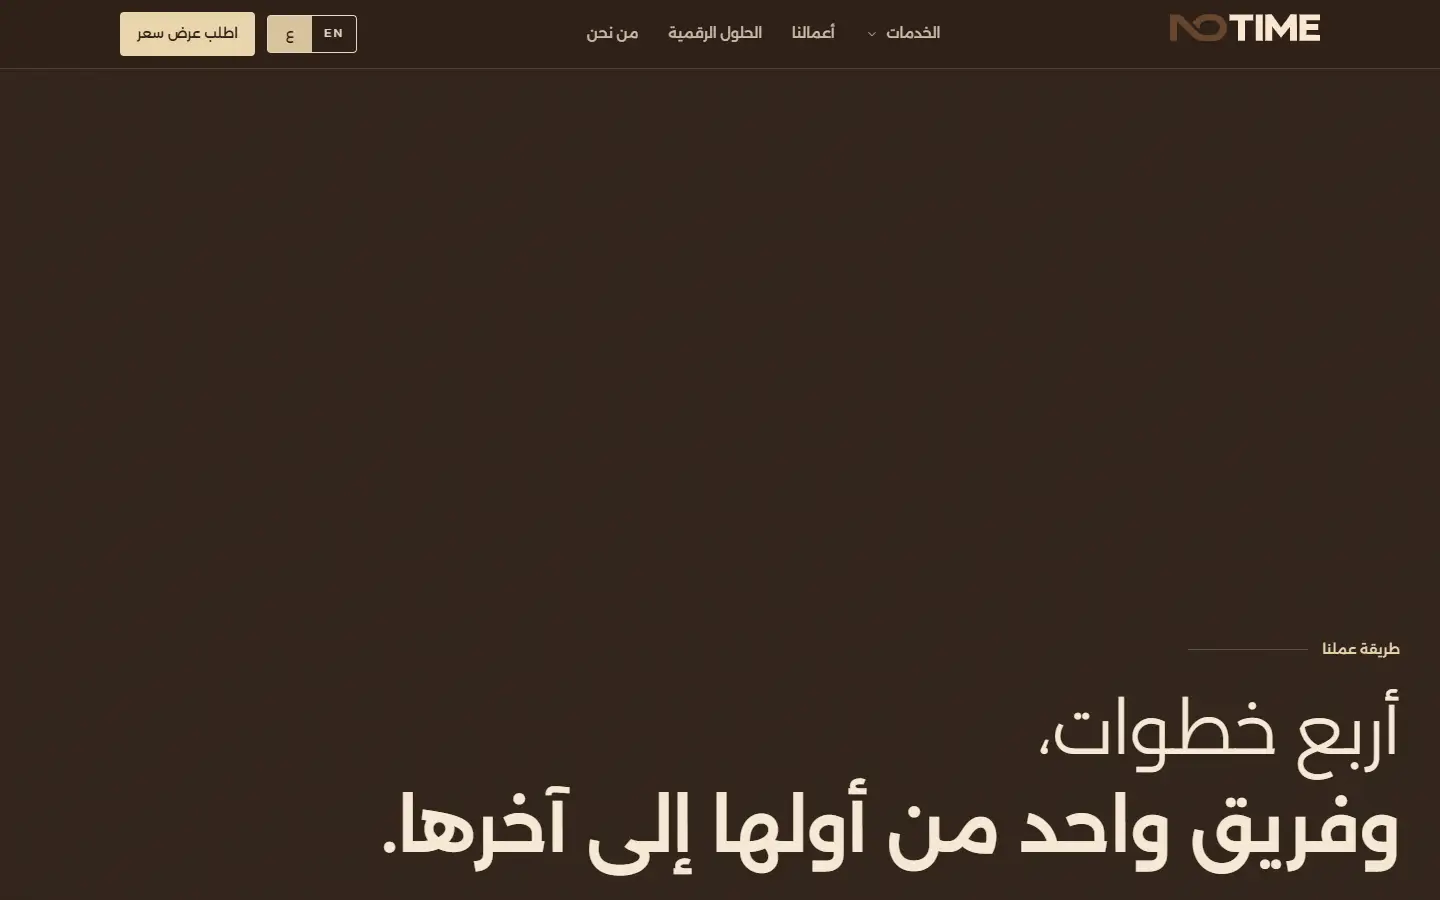 NOTIME
الخدمات
أعمالنا
الحلول الرقمية
من نحن
EN
ع
اطلب عرض سعر
طريقة عملنا
أربع خطوات،
وفريق واحد من أولها إلى آخرها.